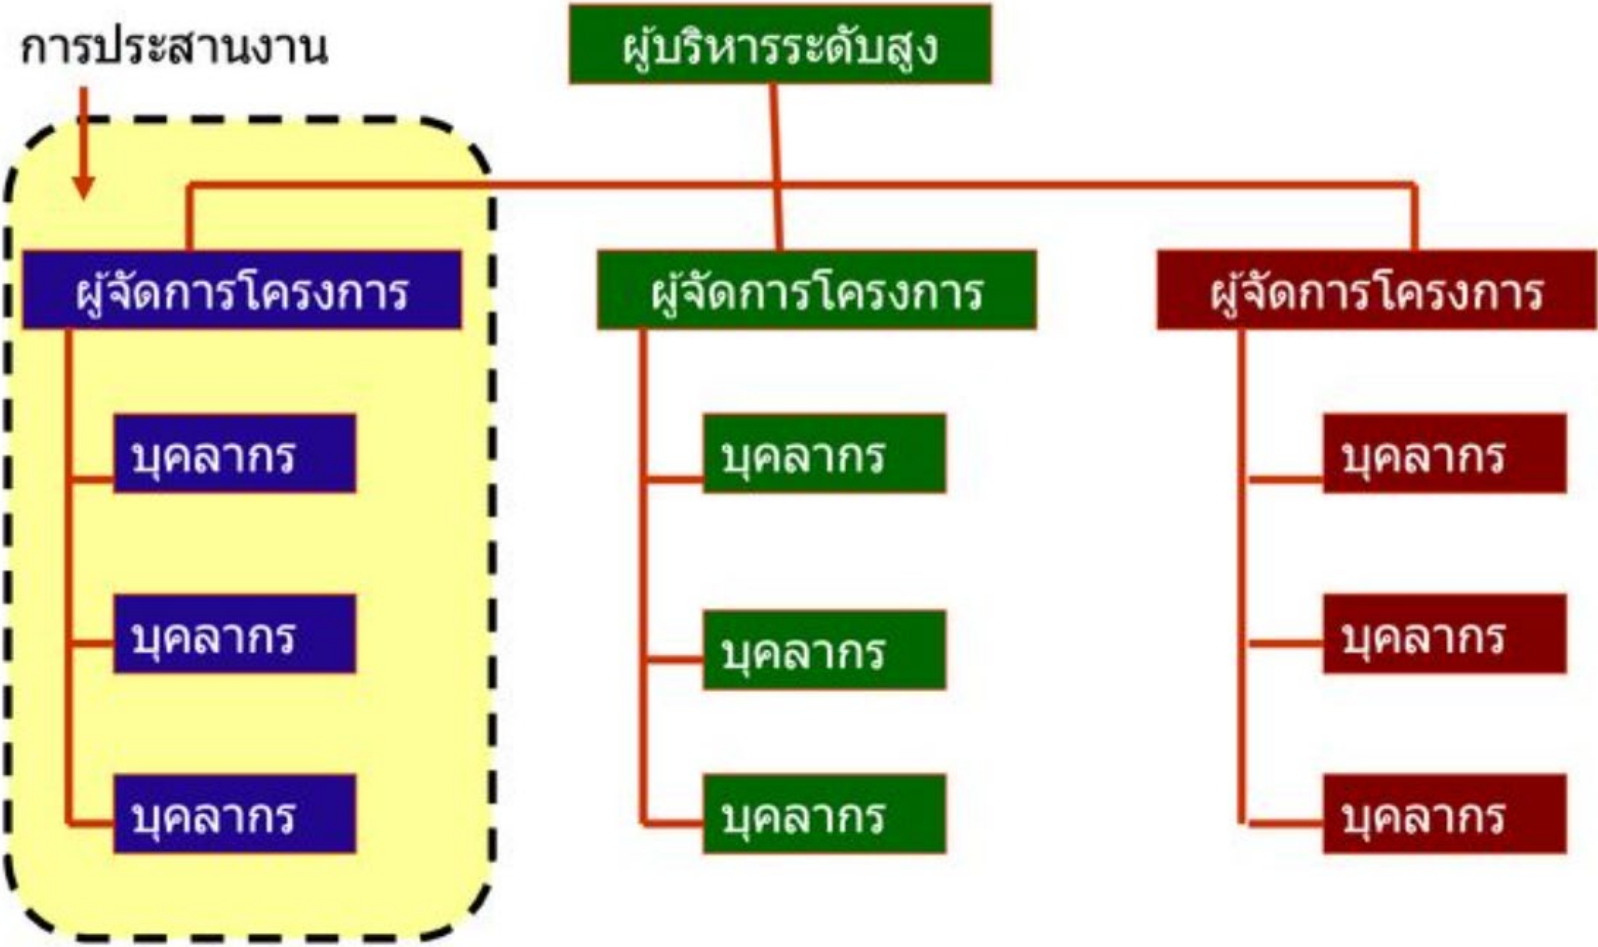 การประสานงาน
ผู้บริหารระดับสูง
ผู้จัดการโครงการ
ผู้จัดการโครงการ
ผู้จัดการโครงการ
บุคลากร
บุคลากร
บุคลากร
บุคลากร
บุคลากร
บุคลากร
บุคลากร
บุคลากร
บุคลากร